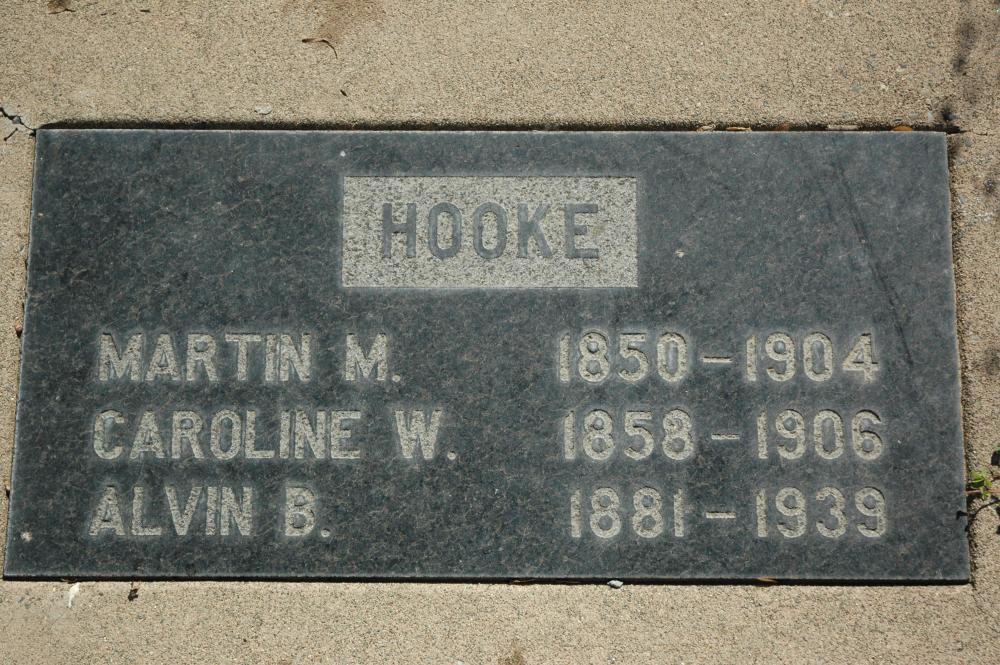 HOOKE
MARTIN M. 1850-1904
CAROLINE W. 1858-1906
ALVIN B. 1881-1939